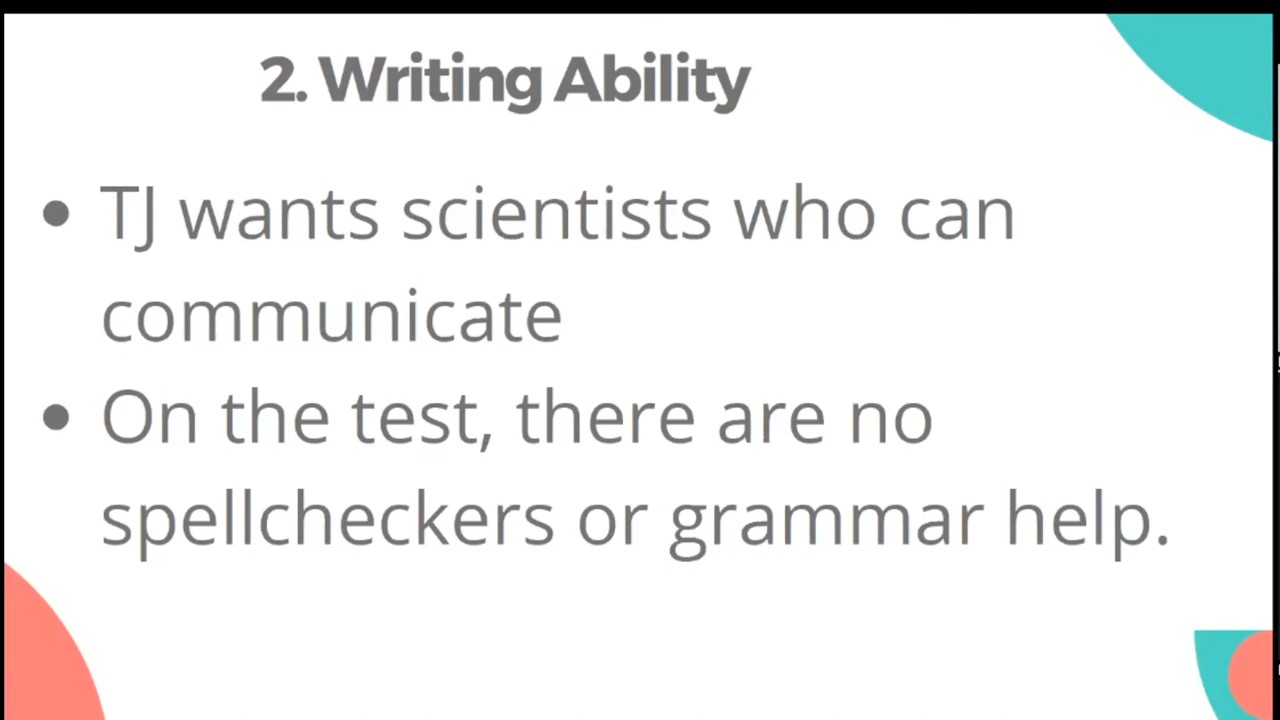 2. Writing Ability
• TJ wants scientists who can
communicate
• On the test, there are no
spellcheckers or grammar help.